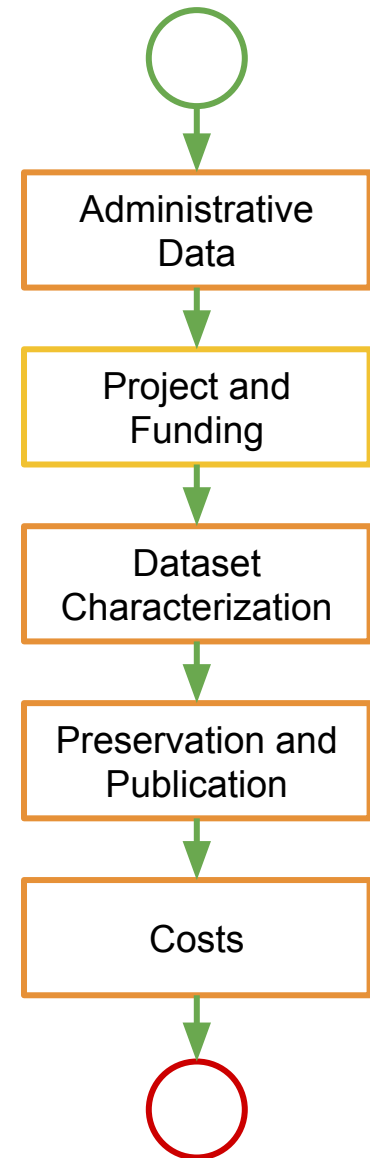 Administrative
Data
Project and
Funding
Dataset
Characterization
Preservation and
Publication
Costs